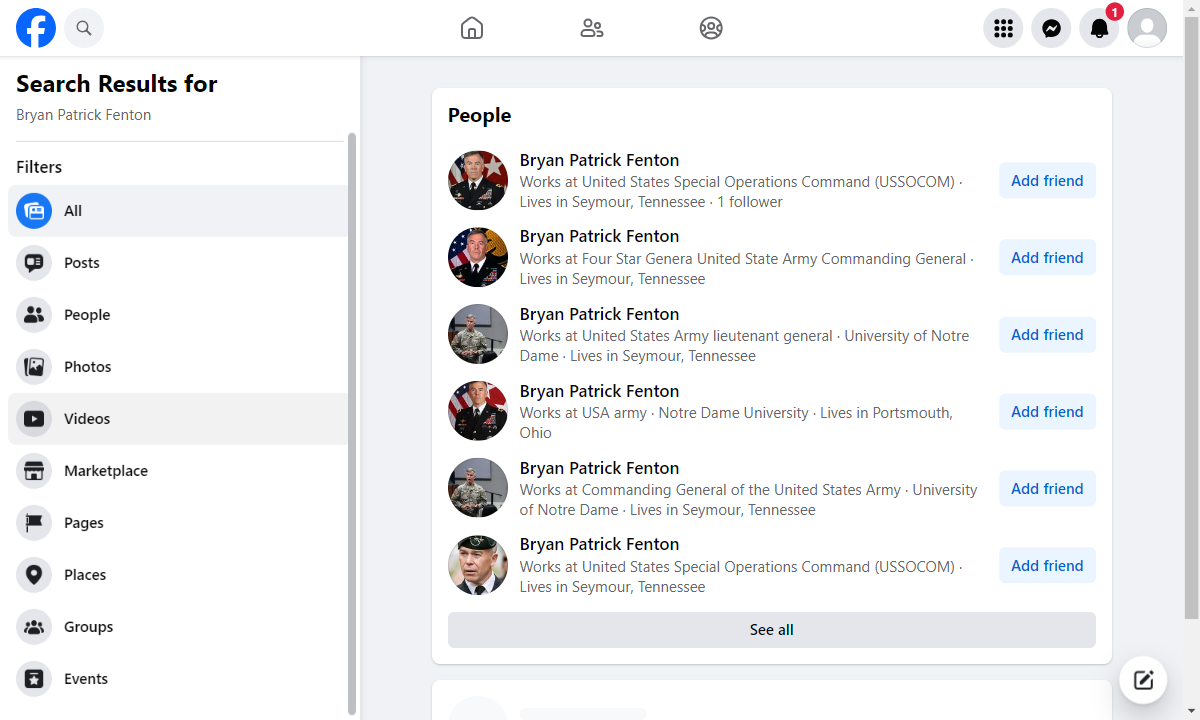 1
Search Results for
Bryan Patrick Fenton
Filters
All
Posts
People
Photos
Videos
Marketplace
Pages
Places
Groups
Events
People
Bryan Patrick Fenton
Works at United States Special Operations Command (USSOCOM) ·
Lives in Seymour, Tennessee · 1 follower
Add friend
Bryan Patrick Fenton
Works at Four Star Genera United State Army Commanding General ·
Lives in Seymour, Tennessee
Add friend
Bryan Patrick Fenton
Works at United States Army lieutenant general · University of Notre
Dame · Lives in Seymour, Tennessee
Add friend
Bryan Patrick Fenton
Works at USA army · Notre Dame University · Lives in Portsmouth,
Ohio
Add friend
Bryan Patrick Fenton
Works at Commanding General of the United States Army · University
of Notre Dame · Lives in Seymour, Tennessee
Add friend
Bryan Patrick Fenton
Works at United States Special Operations Command (USSOCOM) ·
Lives in Seymour, Tennessee
Add friend
See all